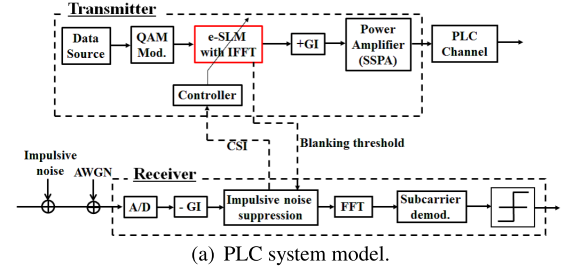 Transmitter
Data
Source
QAM
Mod.
e-SLM
with IFFT
+GI
Power
Amplifier
(SSPA)
PLC
Channel
Controller
CSI
Blanking threshold
Impulsive
noise
AWGN
Receiver
A/D
- GI
Impulsive noise
suppression
FFT
Subcarrier
demod.
(a) PLC system model.